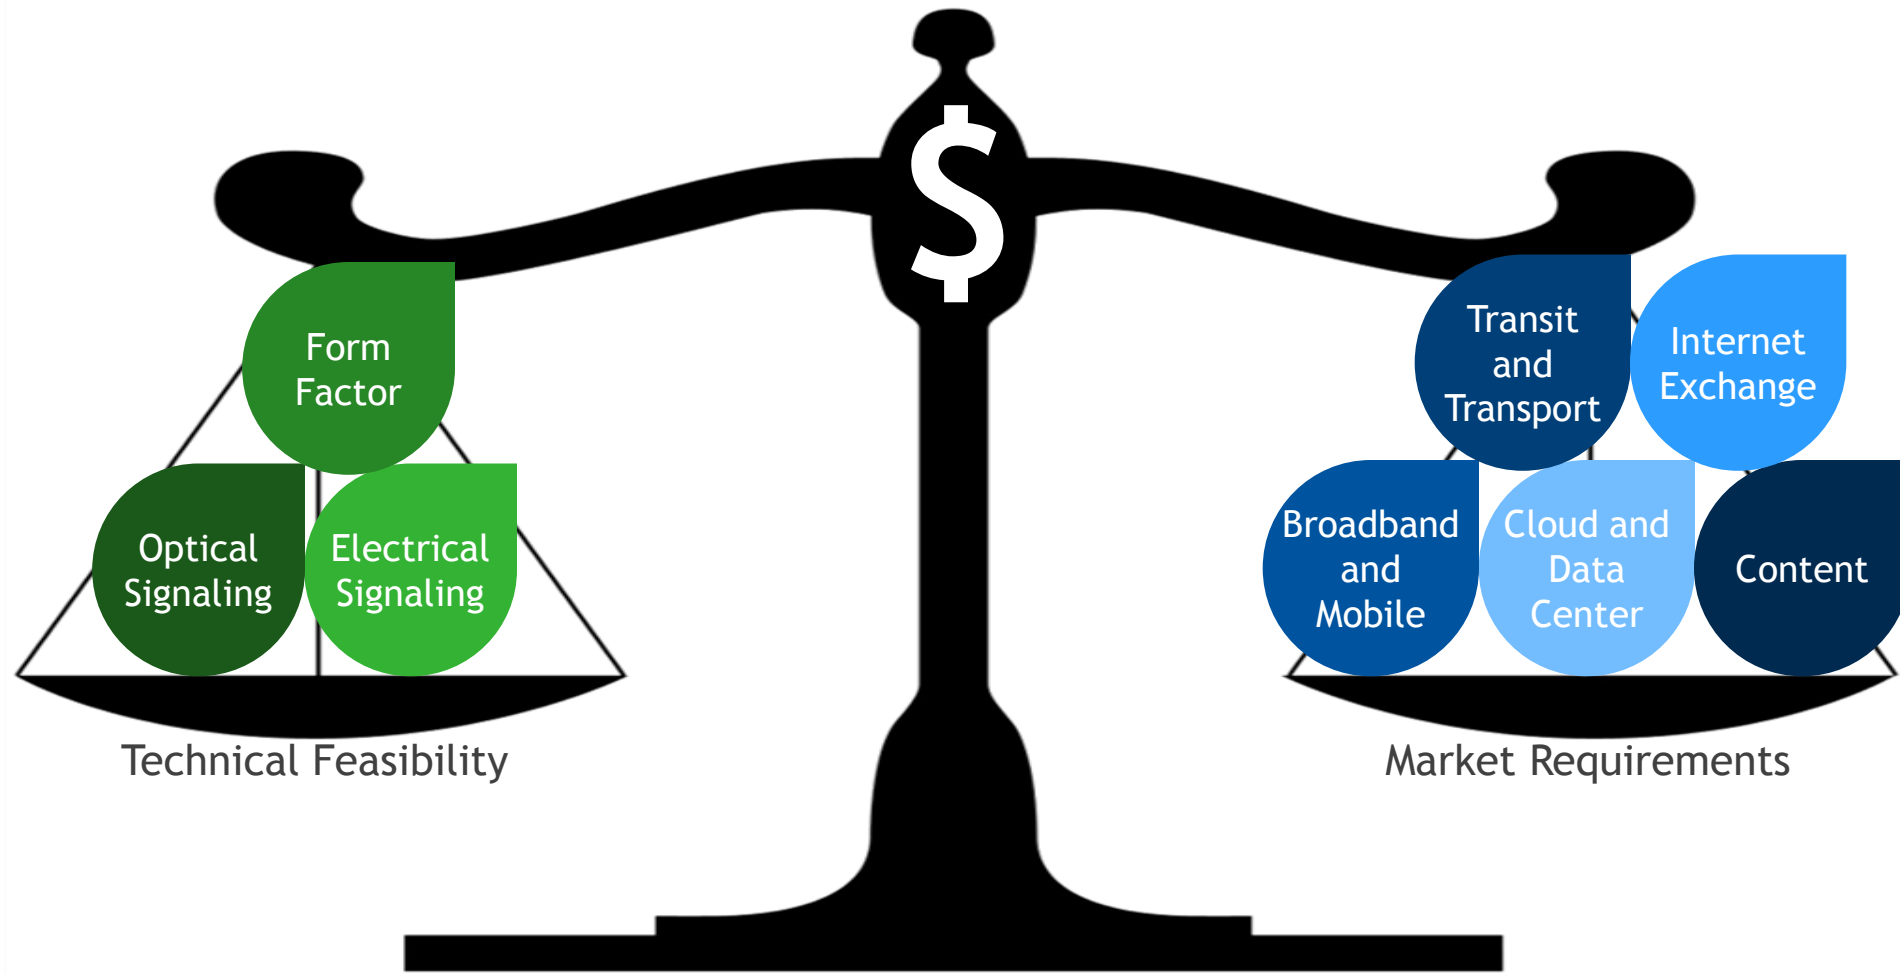 $
Form
Factor
Optical
Signaling
Electrical
Signaling
Technical Feasibility
Transit
and
Transport
Internet
Exchange
Broadband
and
Mobile
Cloud and
Data
Center
Content
Market Requirements